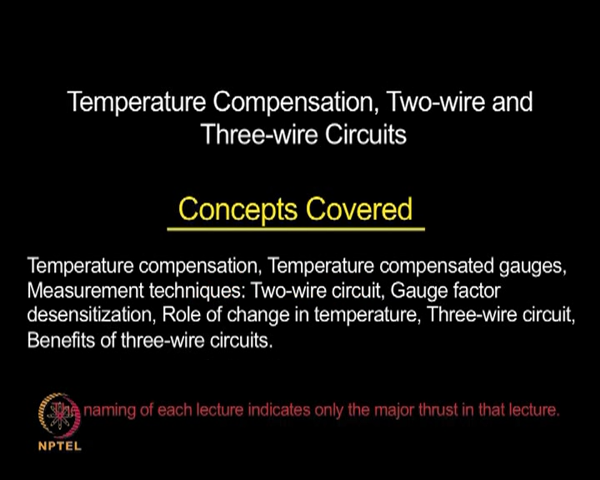 Temperature Compensation, Two-wire and
Three-wire Circuits
Concepts Covered
Temperature compensation, Temperature compensated gauges,
Measurement techniques: Two-wire circuit, Gauge factor
desensitization, Role of change in temperature, Three-wire circuit,
Benefits of three-wire circuits.
The naming of each lecture indicates only the major thrust in that lecture.
NPTEL